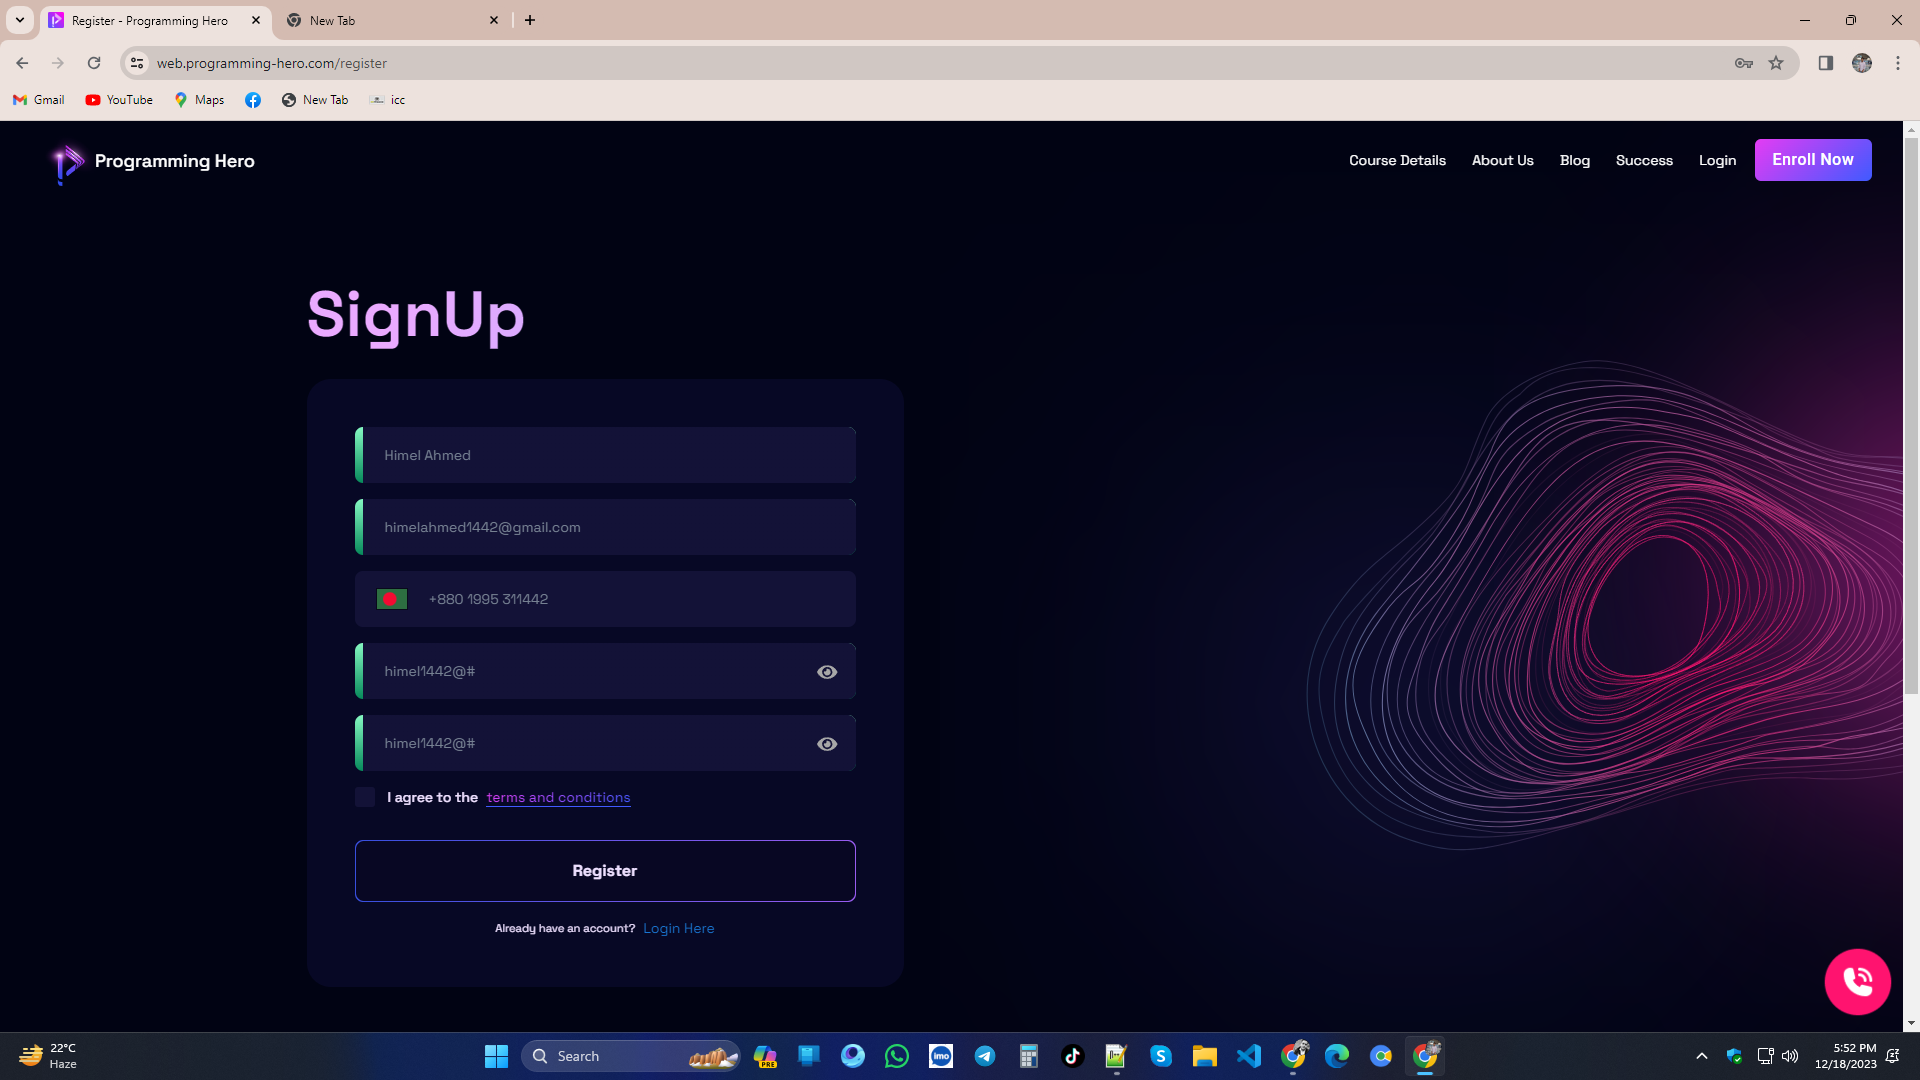 Register - Programming Hero
New Tab
web.programming-hero.com/register
Gmail
YouTube
Maps
New Tab
icc
Programming Hero
Course Details
About Us
Blog
Success
Login
Enroll Now
SignUp
Himel Ahmed
himelahmed1442@gmail.com
+880 1995 311442
himel1442@#
himel1442@#
I agree to the terms and conditions
Register
Already have an account? Login Here
22°C
Haze
Search
PRE
imo
5:52 PM
12/18/2023